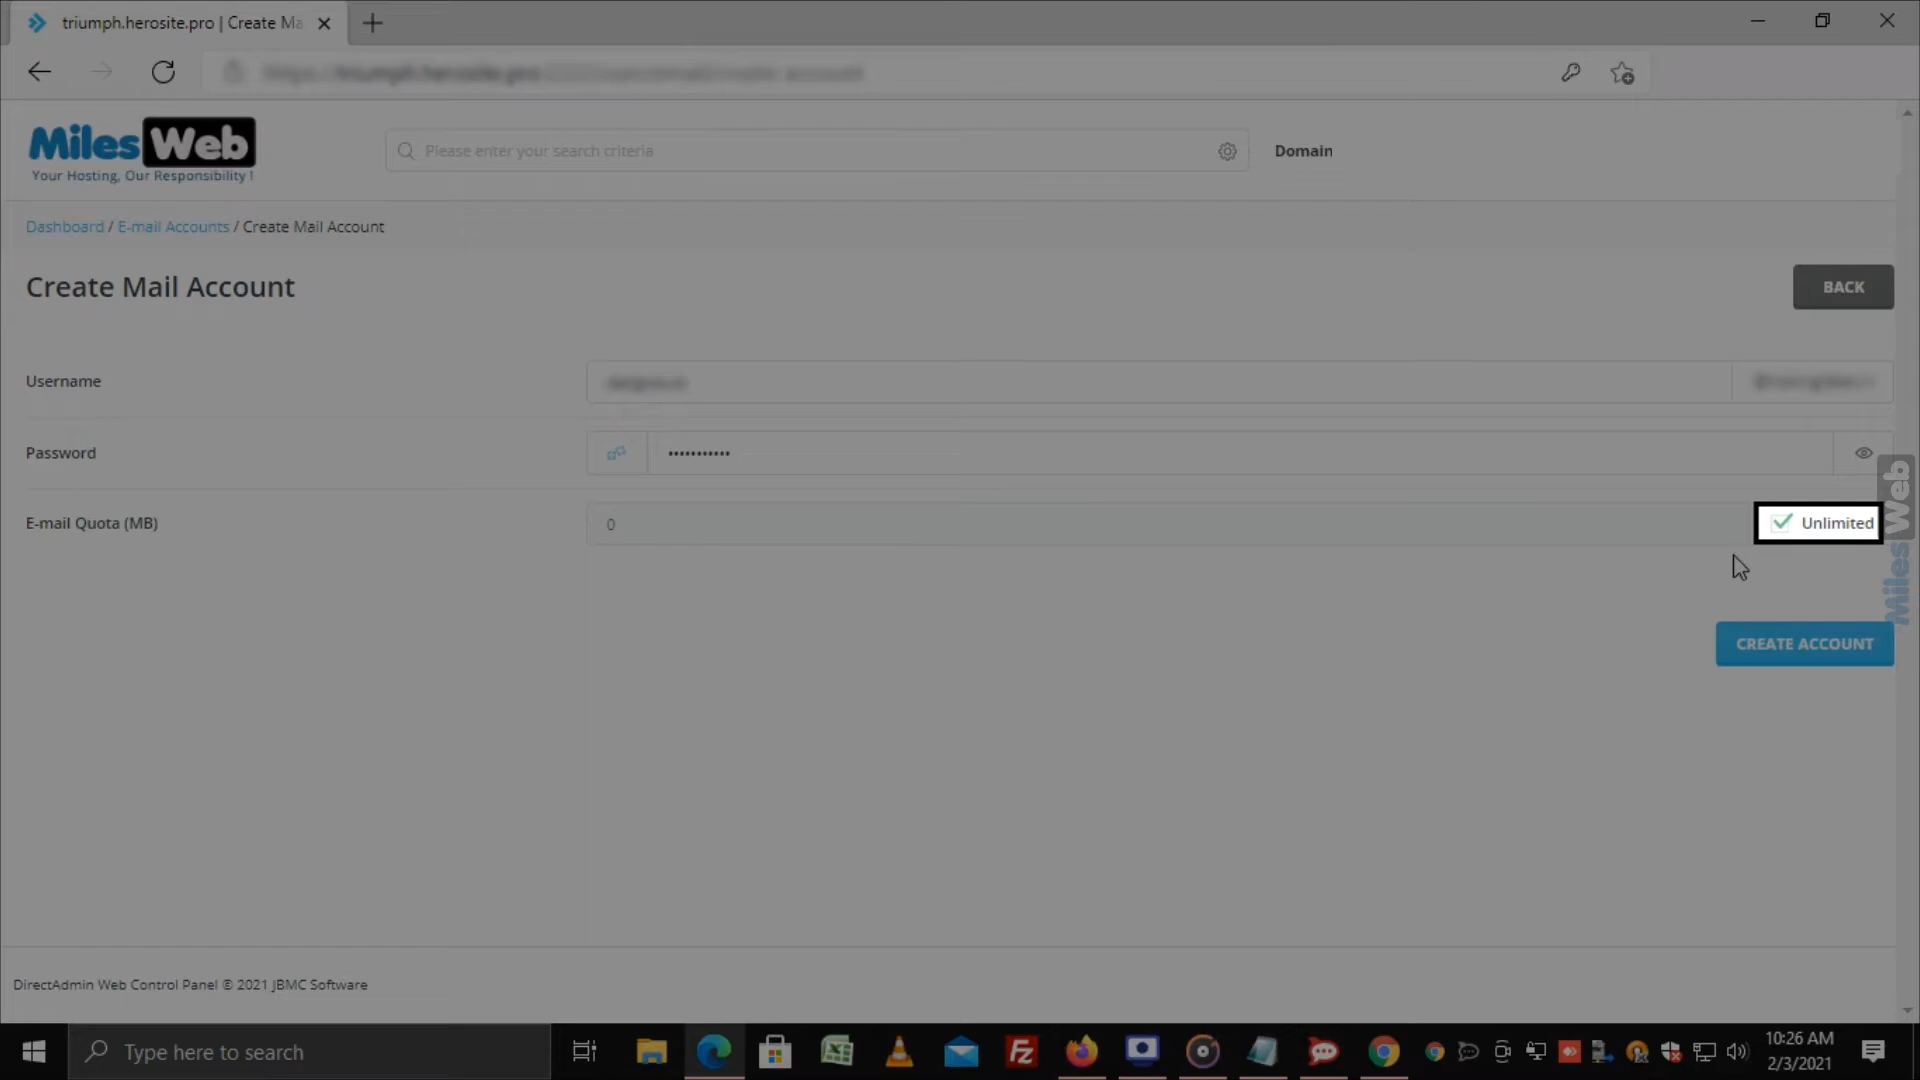 triumph.herosite.pro | Create Ma
Miles Web
Your Hosting, Our Responsibility !
Please enter your search criteria
Domain
Dashboard / E-mail Accounts / Create Mail Account
Create Mail Account
BACK
Username
Password
•••••••••••
E-mail Quota (MB)
0
Unlimited
MilesWeb
CREATE ACCOUNT
DirectAdmin Web Control Panel © 2021 JBMC Software
Type here to search
10:26 AM
2/3/2021